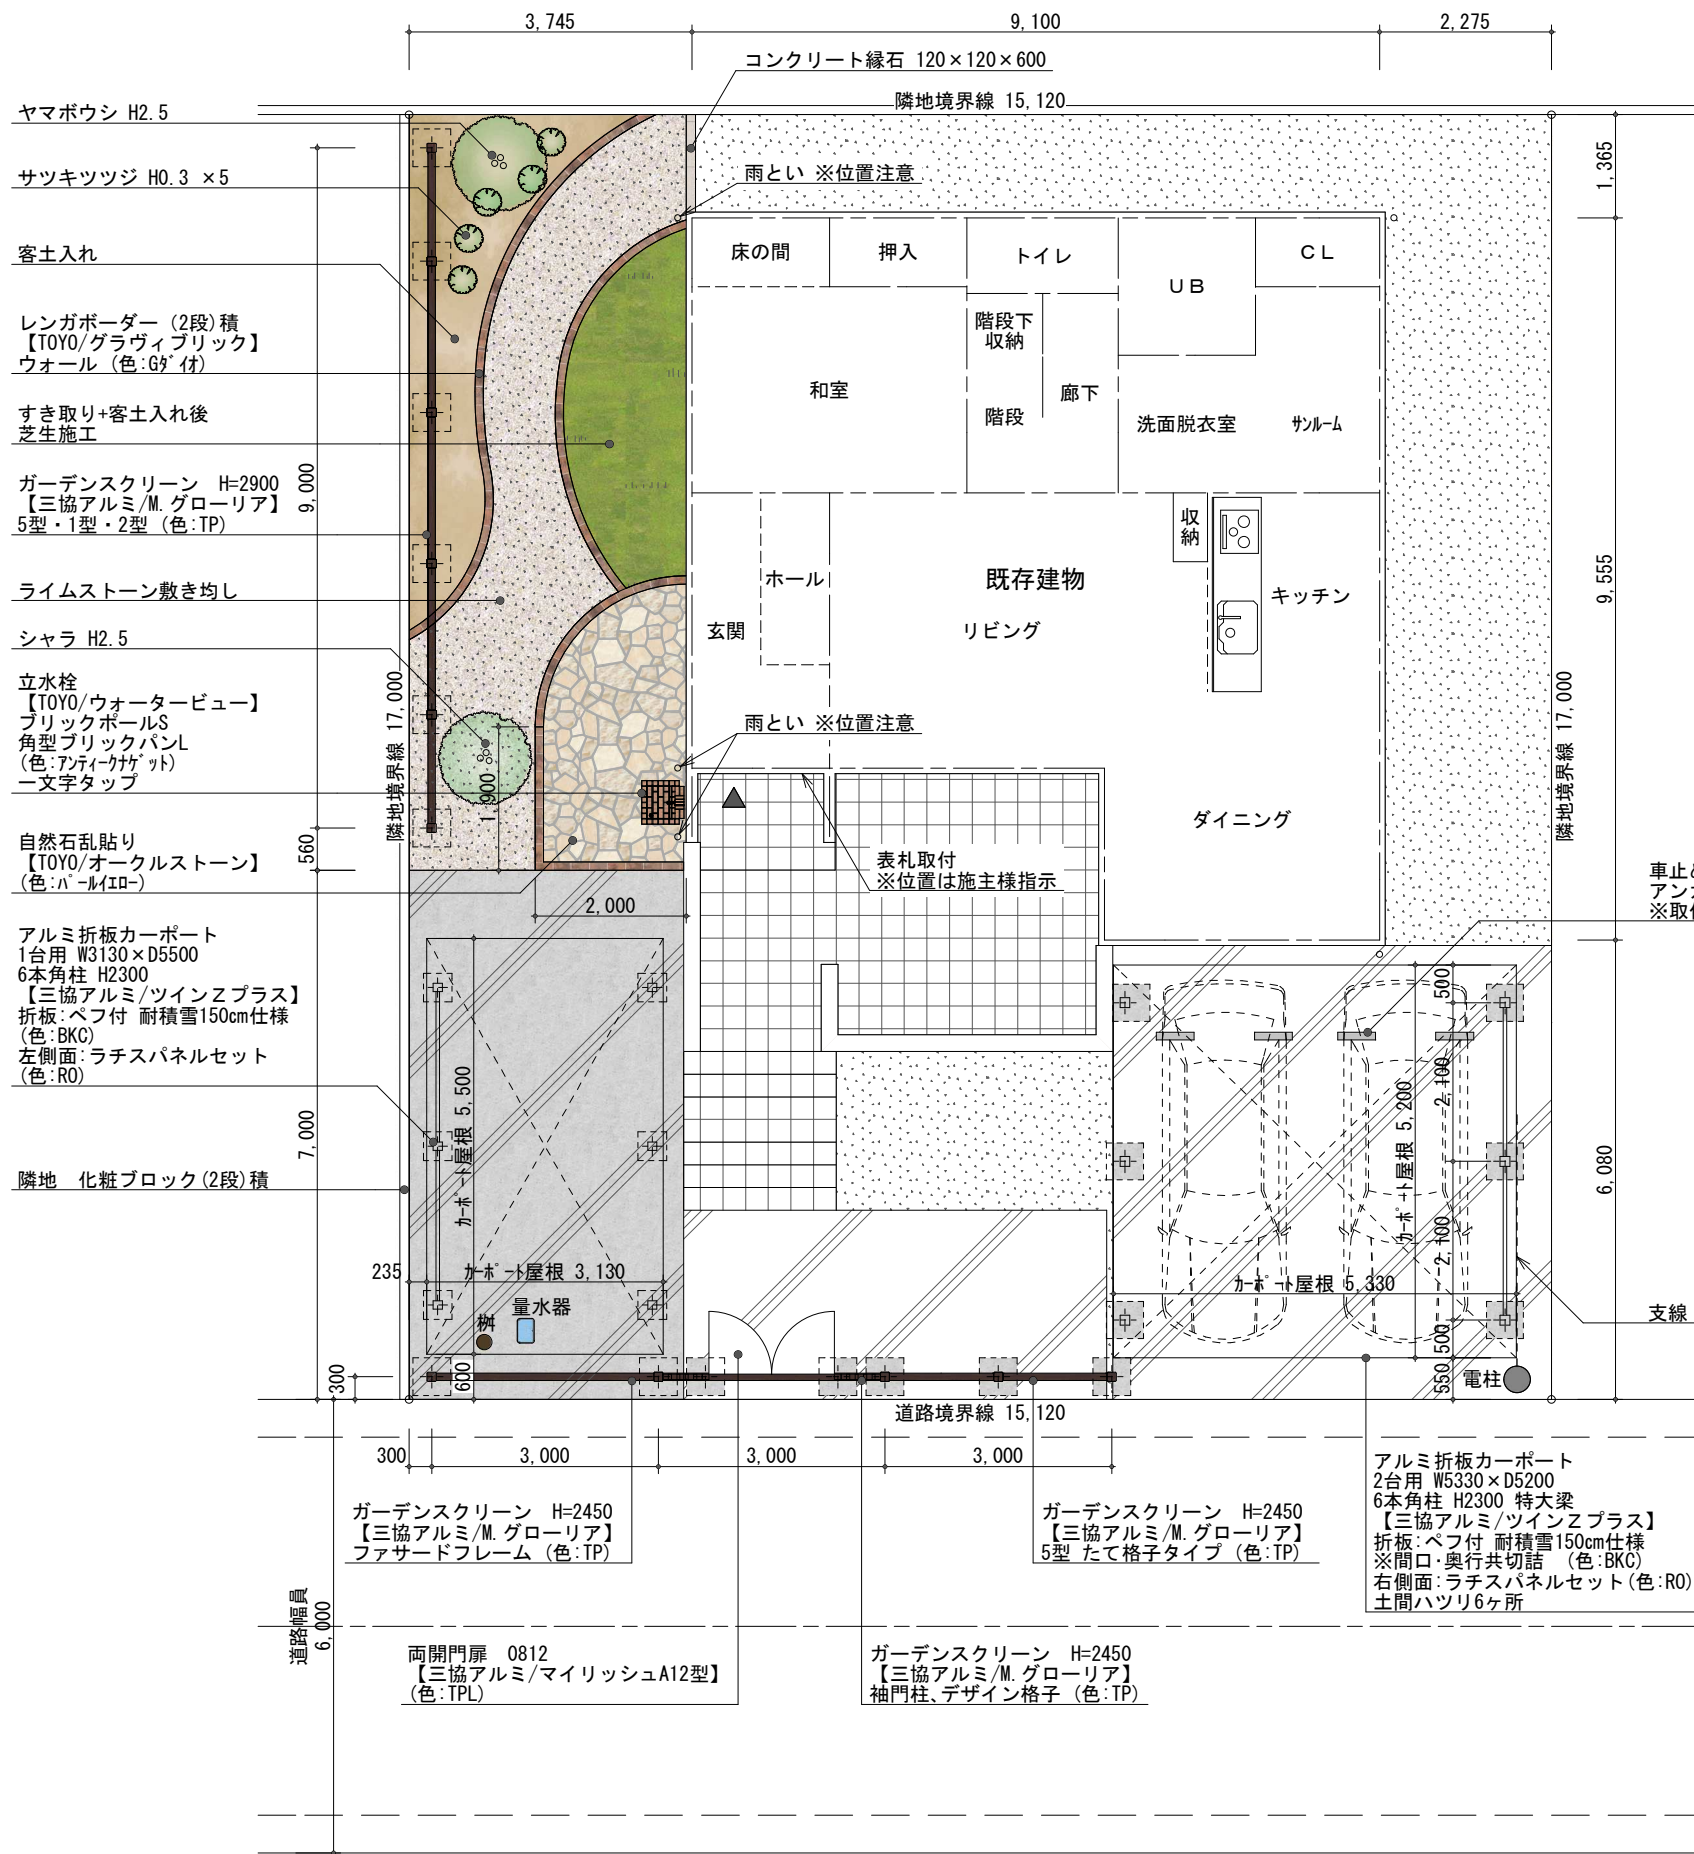 3,745
9,100
2,275
コンクリート縁石 120×120×600
隣地境界線 15,120
ヤマボウシ H2.5
サツキツツジ H0.3 ×5
客土入れ
レンガボーダー (2段)積
【TOYO/グラヴィブリック】
ウォール (色:Gﾀﾞｲｵ)
すき取り+客土入れ後
芝生施工
ガーデンスクリーン H=2900
【三協アルミ/M.グローリア】
5型・1型・2型 (色:TP)
ライムストーン敷き均し
シャラ H2.5
立水栓
【TOYO/ウォータービュー】
ブリックポールS
角型ブリックパンL
(色:ｱﾝﾃｨｰｸﾅｹﾞｯﾄ)
一文字タップ
自然石乱貼り
【TOYO/オークルストーン】
(色:ﾊﾟｰﾙｲｴﾛｰ)
アルミ折板カーポート
1台用 W3130×D5500
6本角柱 H2300
【三協アルミ/ツインZプラス】
折板:ペフ付 耐積雪150cm仕様
(色:BKC)
左側面:ラチスパネルセット
(色:RO)
隣地 化粧ブロック(2段)積
9,000
560
7,000
300
隣地境界線 17,000
雨とい ※位置注意
床の間
押入
トイレ
UB
CL
階段下
収納
和室
廊下
階段
洗面脱衣室
ｻﾝﾙｰﾑ
収
納
ホール
既存建物
キッチン
玄関
リビング
雨とい ※位置注意
ダイニング
表札取付
※位置は施主様指示
1,900
2,000
1,365
9,555
6,080
隣地境界線 17,000
車止め
アン
※取
支線
電柱
ｶｰﾎﾟｰﾄ屋根 5,500
ｶｰﾎﾟｰﾄ屋根 3,130
235
量水器
桝
600
500
2,100
ｶｰﾎﾟｰﾄ屋根 5,200
2,100
ｶｰﾎﾟｰﾄ屋根 5,330
500
550
道路境界線 15,120
300
3,000
3,000
3,000
ガーデンスクリーン H=2450
【三協アルミ/M.グローリア】
ファサードフレーム (色:TP)
ガーデンスクリーン H=2450
【三協アルミ/M.グローリア】
5型 たて格子タイプ (色:TP)
アルミ折板カーポート
2台用 W5330×D5200
6本角柱 H2300 特大梁
【三協アルミ/ツインZプラス】
折板:ペフ付 耐積雪150cm仕様
※間口・奥行共切詰 (色:BKC)
右側面:ラチスパネルセット(色:RO)
土間ハツリ6ヶ所
道路幅員
6,000
両開門扉 0812
【三協アルミ/マイリッシュA12型】
(色:TPL)
ガーデンスクリーン H=2450
【三協アルミ/M.グローリア】
袖門柱、デザイン格子 (色:TP)